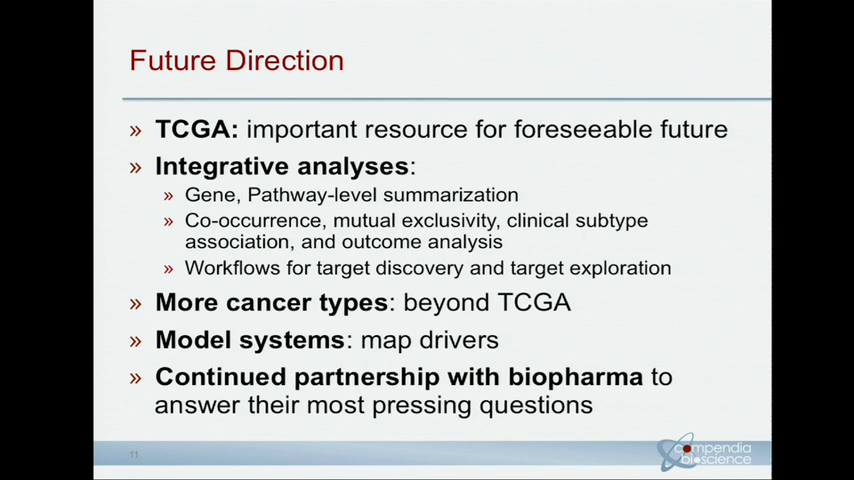 Future Direction
» TCGA: important resource for foreseeable future
» Integrative analyses:
» Gene, Pathway-level summarization
» Co-occurrence, mutual exclusivity, clinical subtype
association, and outcome analysis
» Workflows for target discovery and target exploration
» More cancer types: beyond TCGA
» Model systems: map drivers
» Continued partnership with biopharma to
answer their most pressing questions
11
compendia
bioscience